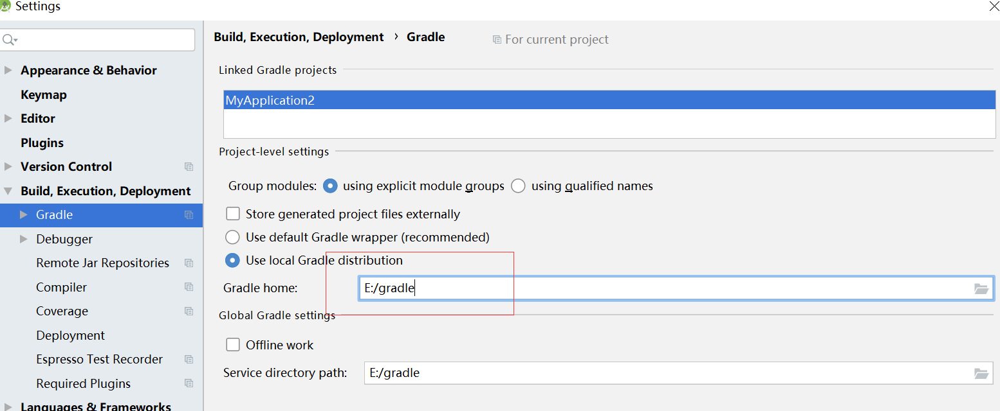 Settings
Build, Execution, Deployment › Gradle
For current project
Appearance & Behavior
Keymap
Editor
Plugins
Version Control
Build, Execution, Deployment
Gradle
Debugger
Remote Jar Repositories
Compiler
Coverage
Deployment
Espresso Test Recorder
Required Plugins
Languages & Frameworks
Linked Gradle projects
MyApplication2
Project-level settings
Group modules: using explicit module groups using qualified names
Store generated project files externally
Use default Gradle wrapper (recommended)
Use local Gradle distribution
Gradle home: E:/gradle
Global Gradle settings
Offline work
Service directory path: E:/gradle